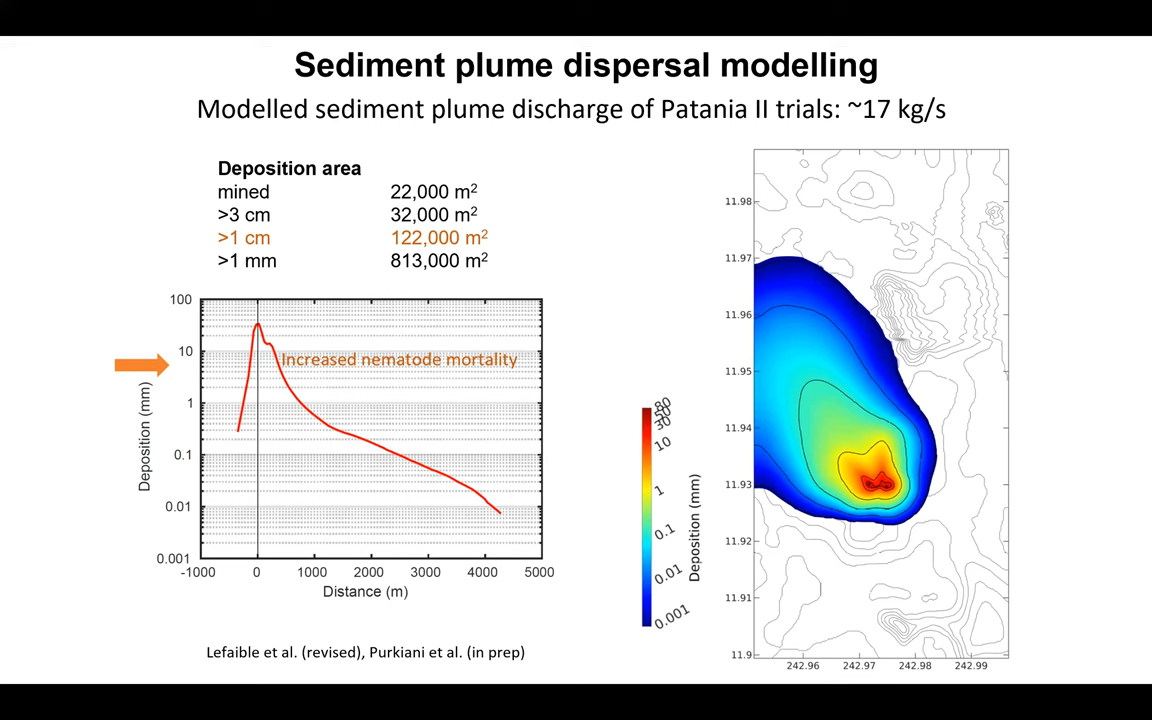 Sediment plume dispersal modelling
Modelled sediment plume discharge of Patania II trials: ~17 kg/s
Deposition area
mined 22,000 m²
>3 cm 32,000 m²
>1 cm 122,000 m²
>1 mm 813,000 m²
100
10
1
0.1
0.01
0.001
Deposition (mm)
Increased nematode mortality
-1000 0 1000 2000 3000 4000 5000
Distance (m)
Lefaible et al. (revised), Purkiani et al. (in prep)
80
50
30
10
1
0.1
0.01
0.001
Deposition (mm)
11.98
11.97
11.96
11.95
11.94
11.93
11.92
11.91
11.9
242.96 242.97 242.98 242.99